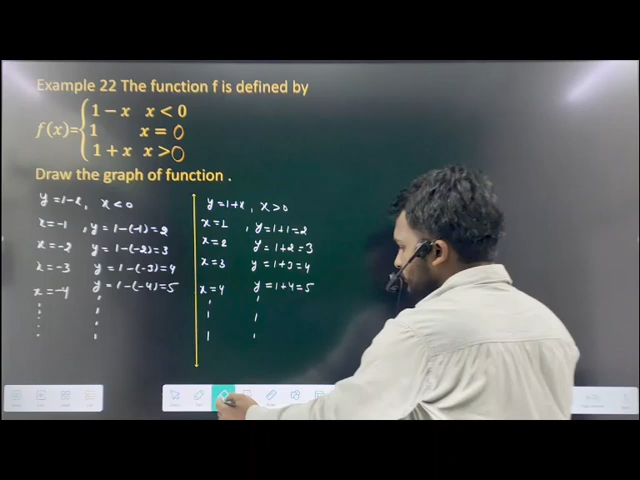 Example 22 The function f is defined by
f(x)={1 − x x < 0
1 x = 0
1 + x x >0
Draw the graph of function .
y = 1-x, x < 0
x = -1 , y = 1-(-1) = 2
x = -2 y = 1-(-2) = 3
x = -3 y = 1-(-3) = 4
x = -4 y = 1-(-4) = 5
y = 1+x, x > 0
x = 1 , y = 1+1 = 2
x = 2 y = 1+2 = 3
x = 3 y = 1+3 = 4
x = 4 y = 1+4 = 5